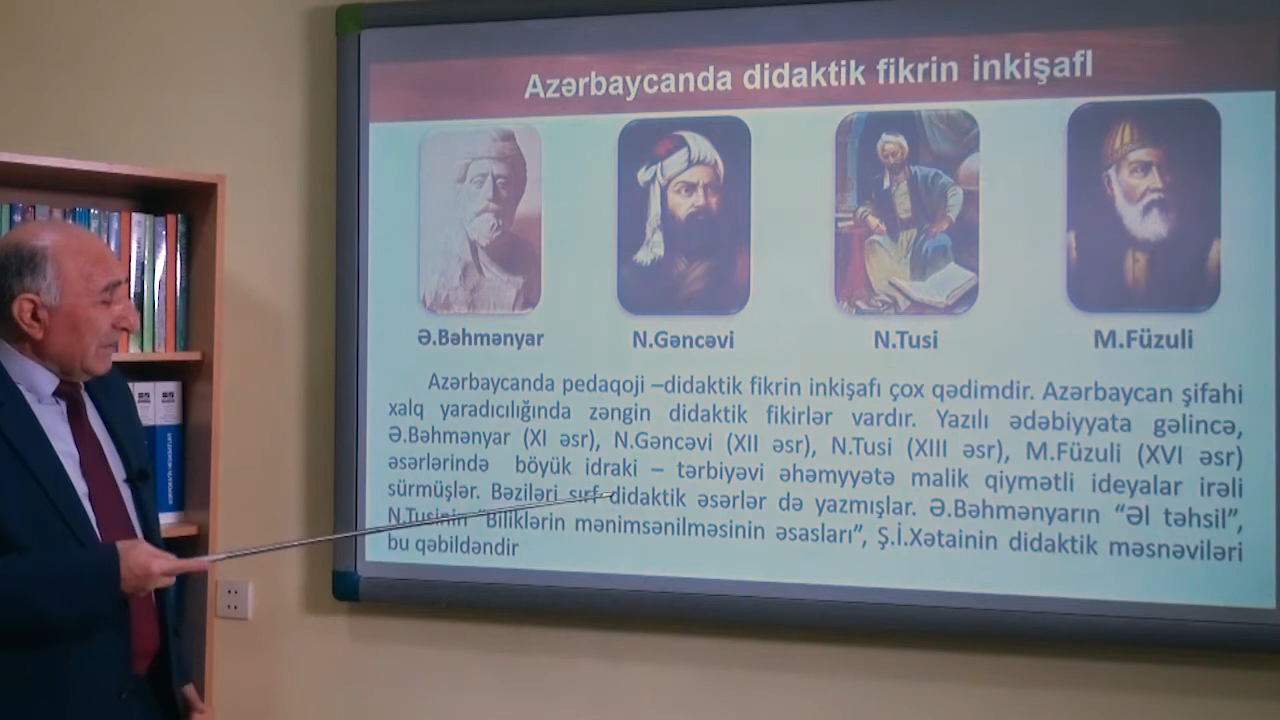 Azərbaycanda didaktik fikrin inkişafI
Ə.Bəhmənyar
N.Gəncəvi
N.Tusi
M.Füzuli
Azərbaycanda pedaqoji –didaktik fikrin inkişafı çox qədimdir. Azərbaycan şifahi
xalq yaradıcılığında zəngin didaktik fikirlər vardır. Yazılı ədəbiyyata gəlincə,
Ə.Bəhmənyar (XI əsr), N.Gəncəvi (XII əsr), N.Tusi (XIII əsr), M.Füzuli (XVI əsr)
əsərlərində böyük idraki – tərbiyəvi əhəmyyətə malik qiymətli ideyalar irəli
sürmüşlər. Bəziləri sırf didaktik əsərlər də yazmışlar. Ə.Bəhmənyarın “Əl təhsil”,
N.Tusinin “Biliklərin mənimsənilməsinin əsasları”, Ş.İ.Xətainin didaktik məsnəviləri
bu qəbildəndir